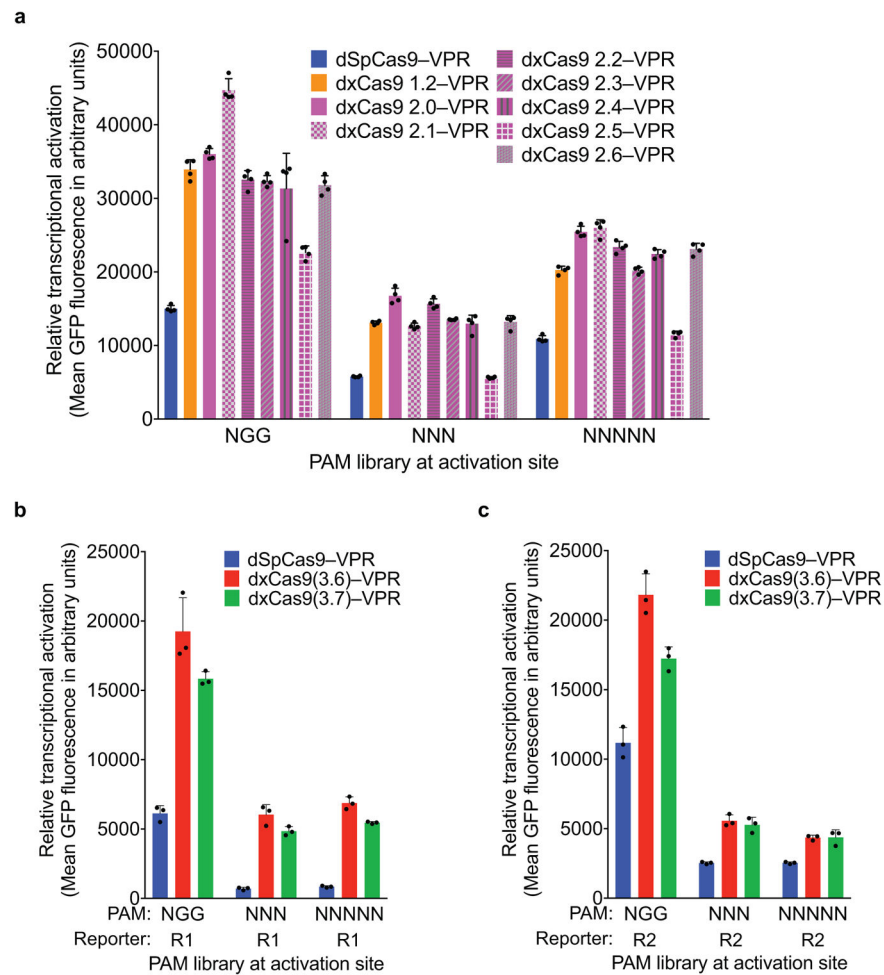 a
Relative transcriptional activation
(Mean GFP fluorescence in arbitrary units)
50000
40000
30000
20000
10000
0
dSpCas9–VPR
dxCas9 1.2–VPR
dxCas9 2.0–VPR
dxCas9 2.1–VPR
dxCas9 2.2–VPR
dxCas9 2.3–VPR
dxCas9 2.4–VPR
dxCas9 2.5–VPR
dxCas9 2.6–VPR
NGG NNN NNNNN
PAM library at activation site
b
Relative transcriptional activation
(Mean GFP fluorescence in arbitrary units)
25000
20000
15000
10000
5000
0
dSpCas9–VPR
dxCas9(3.6)–VPR
dxCas9(3.7)–VPR
PAM: NGG NNN NNNNN
Reporter: R1 R1 R1
PAM library at activation site
c
Relative transcriptional activation
(Mean GFP fluorescence in arbitrary units)
25000
20000
15000
10000
5000
0
dSpCas9–VPR
dxCas9(3.6)–VPR
dxCas9(3.7)–VPR
PAM: NGG NNN NNNNN
Reporter: R2 R2 R2
PAM library at activation site